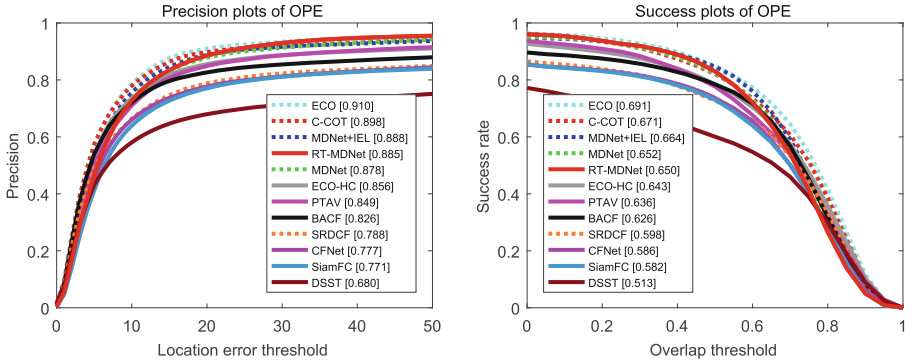 Precision plots of OPE
1
0.8
0.6
0.4
0.2
0
Precision
ECO [0.910]
C-COT [0.898]
MDNet+IEL [0.888]
RT-MDNet [0.885]
MDNet [0.878]
ECO-HC [0.856]
PTAV [0.849]
BACF [0.826]
SRDCF [0.788]
CFNet [0.777]
SiamFC [0.771]
DSST [0.680]
0 10 20 30 40 50
Location error threshold
Success plots of OPE
1
0.8
0.6
0.4
0.2
0
Success rate
ECO [0.691]
C-COT [0.671]
MDNet+IEL [0.664]
MDNet [0.652]
RT-MDNet [0.650]
ECO-HC [0.643]
PTAV [0.636]
BACF [0.626]
SRDCF [0.598]
CFNet [0.586]
SiamFC [0.582]
DSST [0.513]
0 0.2 0.4 0.6 0.8 1
Overlap threshold